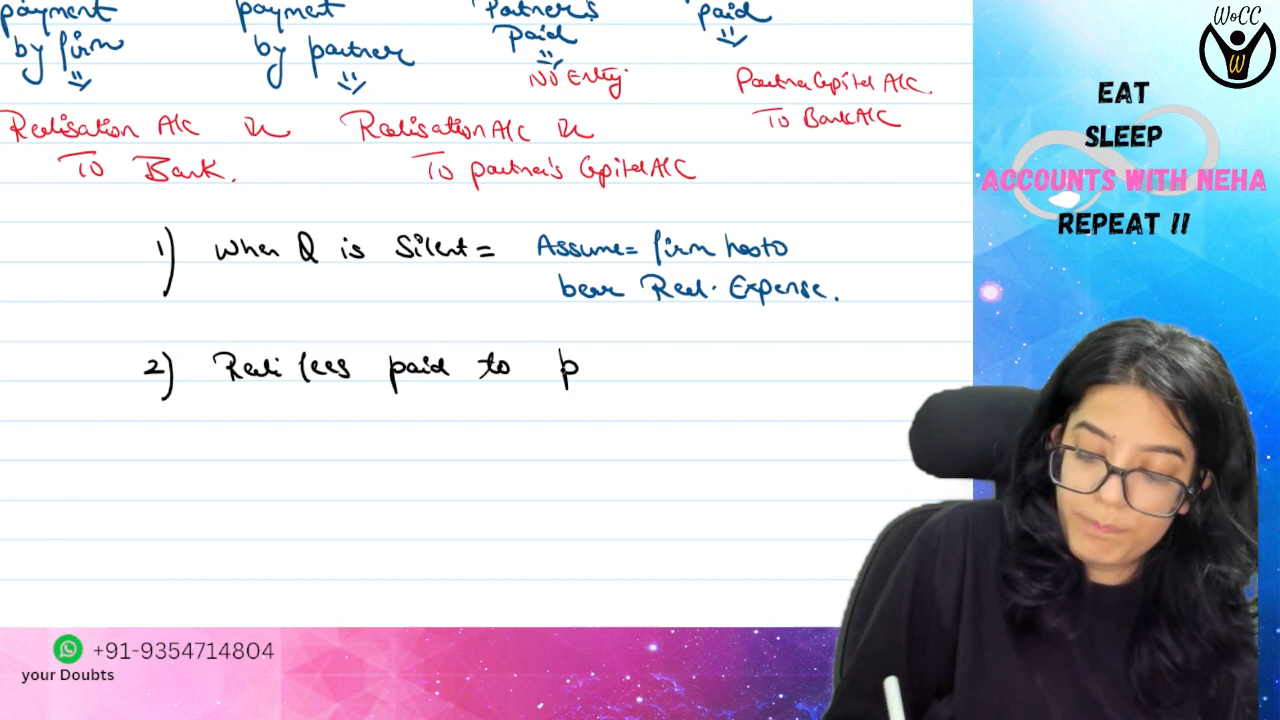 payment payment Partner's paid
by firm by partner Paid
No Entry
Realisation A/C Dr Realisation A/C Dr Partner Capital A/C
To Bank. To partner's Capital A/C To Bank A/C
1) When Q is Silent = Assume = firm has to
bear Real. Expense.
2) Reali fees paid to p
WoCC
W
EAT
SLEEP
ACCOUNTS WITH NEHA
REPEAT !!
+91-9354714804
your Doubts